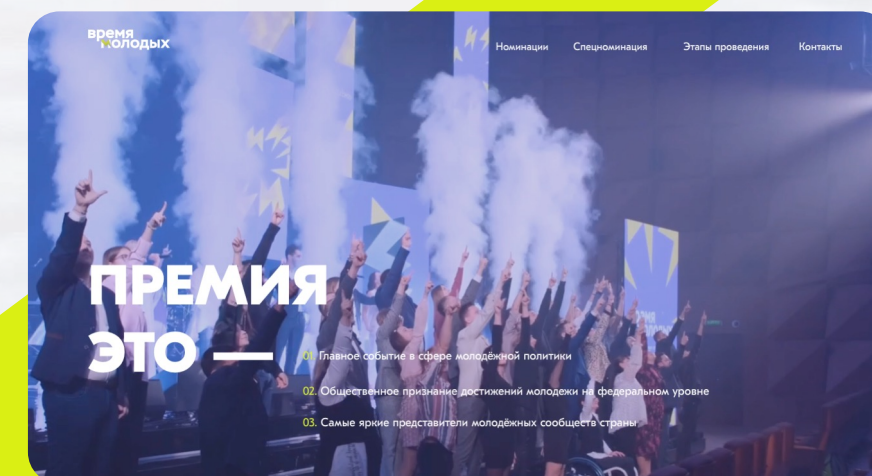 время
молодых
Номинации Спецноминация Этапы проведения Контакты
ПРЕМИЯ
ЭТО —
01. Главное событие в сфере молодёжной политики
02. Общественное признание достижений молодежи на федеральном уровне
03. Самые яркие представители молодёжных сообществ страны